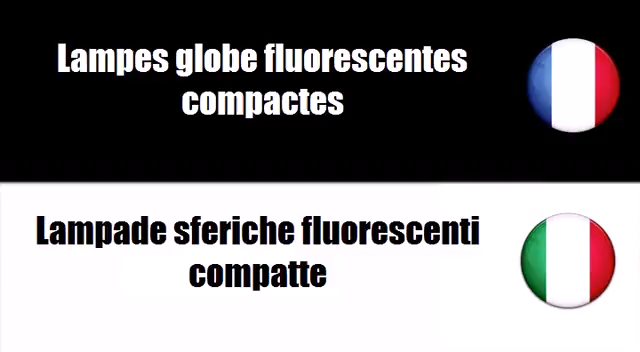 Lampes globe fluorescentes
compactes
Lampade sferiche fluorescenti
compatte